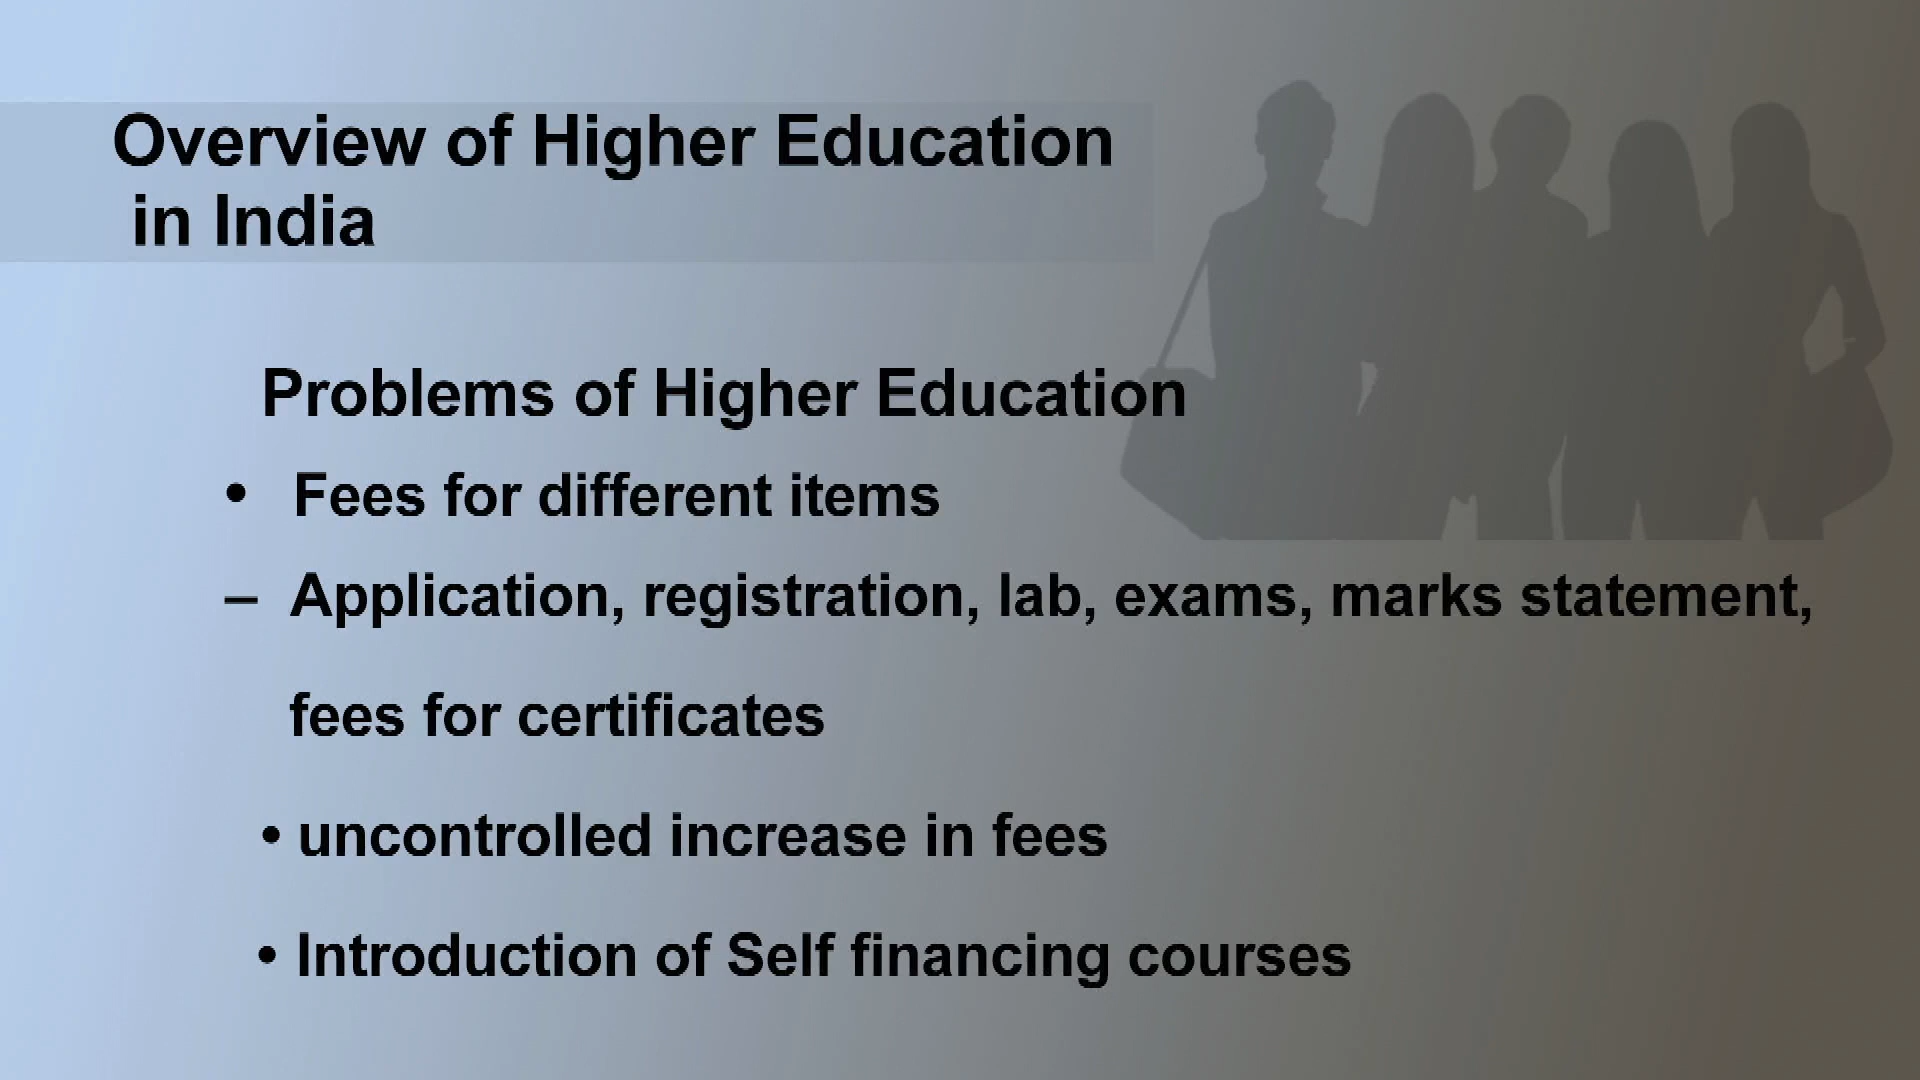 Overview of Higher Education
in India
Problems of Higher Education
• Fees for different items
– Application, registration, lab, exams, marks statement,
fees for certificates
• uncontrolled increase in fees
• Introduction of Self financing courses